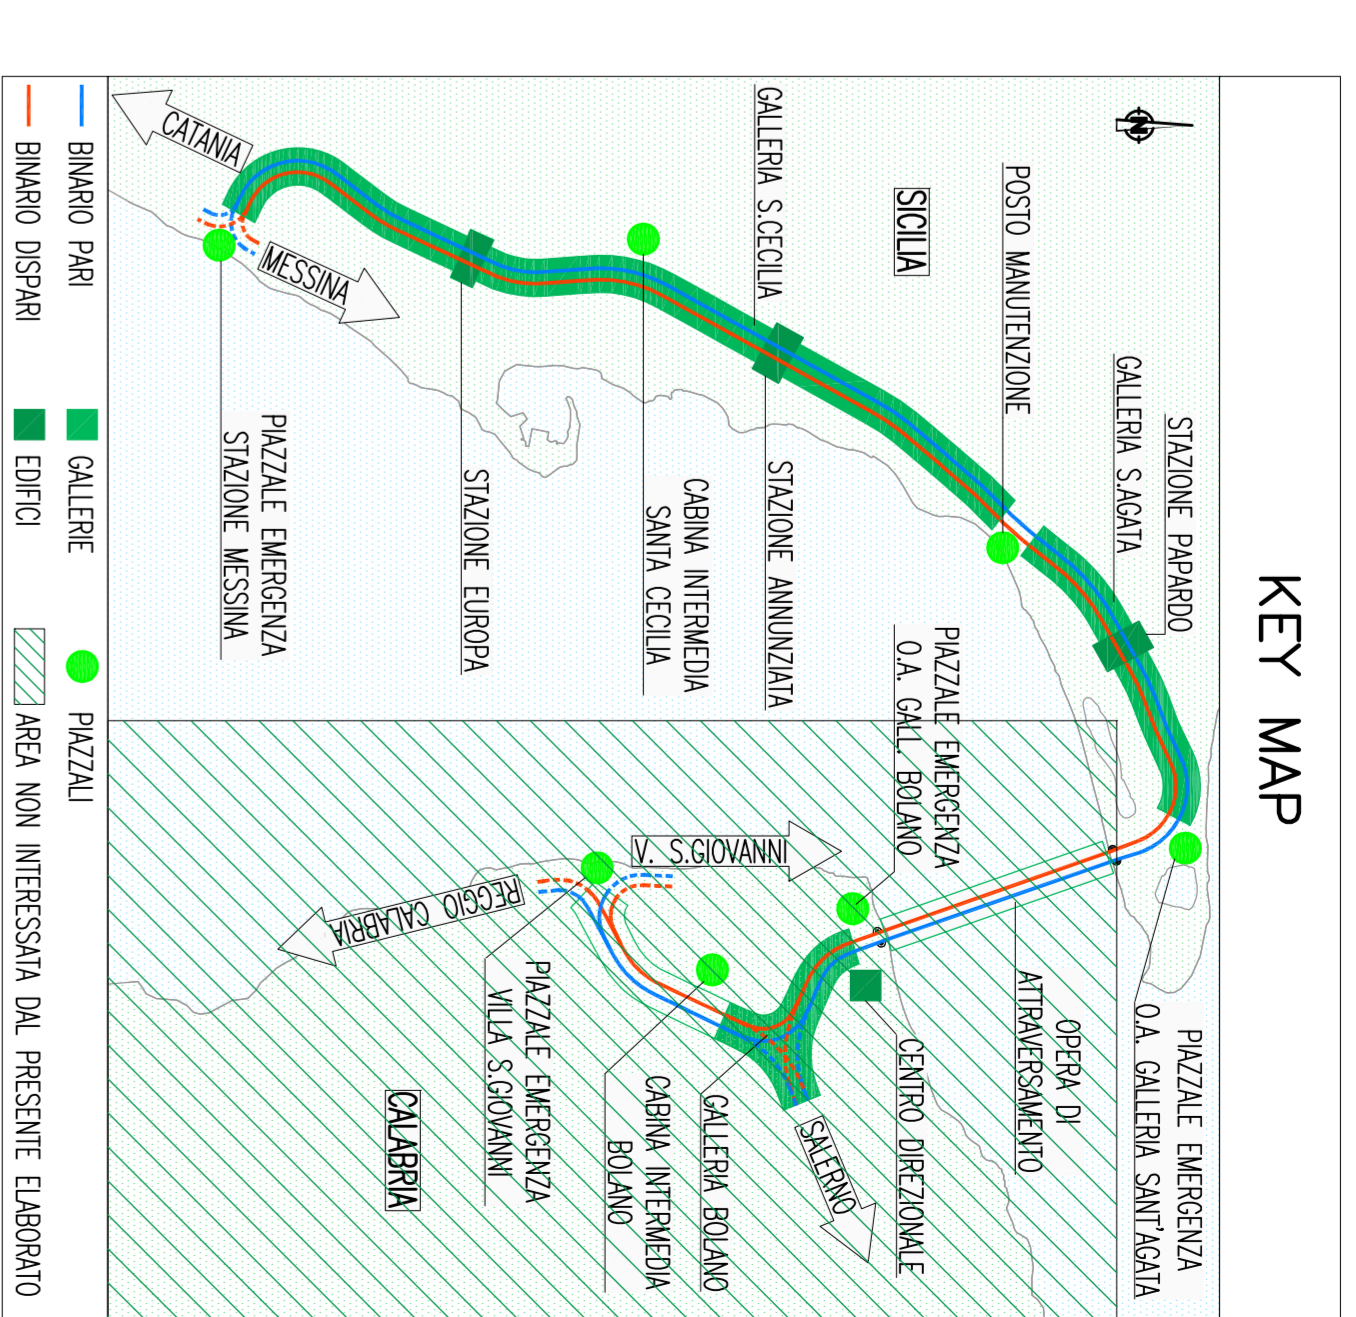 KEY MAP
N
STAZIONE PAPARDO
GALLERIA S.AGATA
POSTO MANUTENZIONE
SICILIA
GALLERIA S.CECILIA
CATANIA
MESSINA
PIAZZALE EMERGENZA
O.A. GALLERIA SANT'AGATA
OPERA DI
ATTRAVERSAMENTO
PIAZZALE EMERGENZA
O.A. GALL. BOLANO
CENTRO DIREZIONALE
STAZIONE ANNUNZIATA
CABINA INTERMEDIA
SANTA CECILIA
STAZIONE EUROPA
PIAZZALE EMERGENZA
STAZIONE MESSINA
V. S.GIOVANNI
SALERNO
GALLERIA BOLANO
CABINA INTERMEDIA
BOLANO
PIAZZALE EMERGENZA
VILLA S.GIOVANNI
REGGIO CALABRIA
CALABRIA
BINARIO PARI
GALLERIE
PIAZZALI
BINARIO DISPARI
EDIFICI
AREA NON INTERESSATA DAL PRESENTE ELABORATO